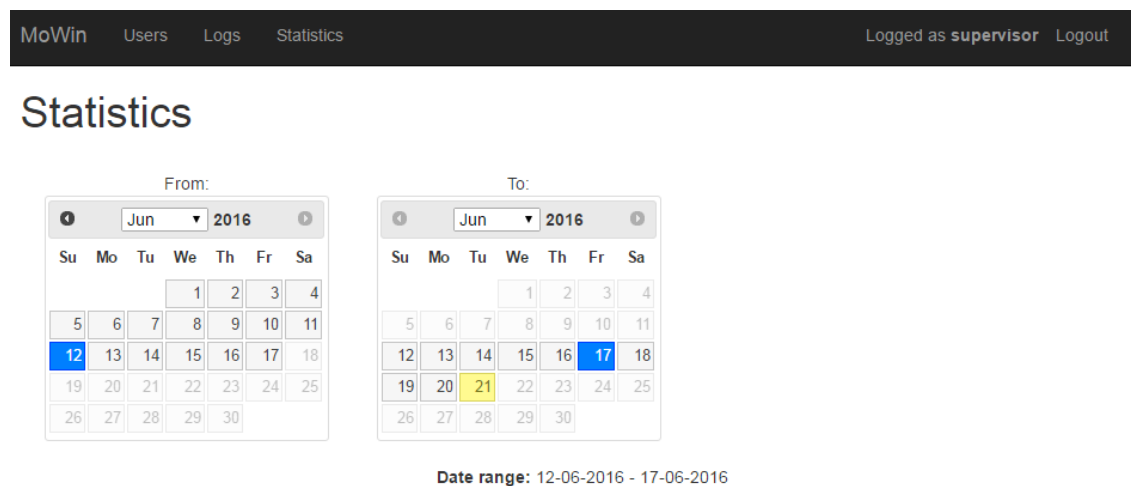 MoWin Users Logs Statistics Logged as supervisor Logout
Statistics
From:
Jun 2016
Su Mo Tu We Th Fr Sa
1 2 3 4
5 6 7 8 9 10 11
12 13 14 15 16 17 18
19 20 21 22 23 24 25
26 27 28 29 30
To:
Jun 2016
Su Mo Tu We Th Fr Sa
1 2 3 4
5 6 7 8 9 10 11
12 13 14 15 16 17 18
19 20 21 22 23 24 25
26 27 28 29 30
Date range: 12-06-2016 - 17-06-2016